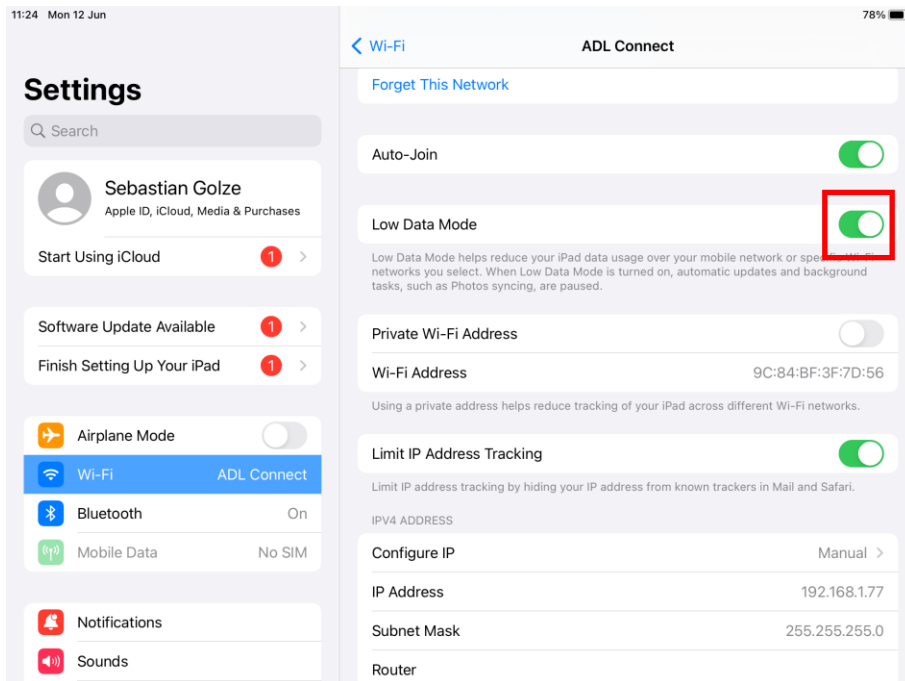 11:24 Mon 12 Jun
78%
Settings
Search
Sebastian Golze
Apple ID, iCloud, Media & Purchases
Start Using iCloud
1
Software Update Available
1
Finish Setting Up Your iPad
1
Airplane Mode
Wi-Fi
ADL Connect
Bluetooth
On
Mobile Data
No SIM
Notifications
Sounds
Wi-Fi
ADL Connect
Forget This Network
Auto-Join
Low Data Mode
Low Data Mode helps reduce your iPad data usage over your mobile network or specific Wi-Fi
networks you select. When Low Data Mode is turned on, automatic updates and background
tasks, such as Photos syncing, are paused.
Private Wi-Fi Address
Wi-Fi Address
9C:84:BF:3F:7D:56
Using a private address helps reduce tracking of your iPad across different Wi-Fi networks.
Limit IP Address Tracking
Limit IP address tracking by hiding your IP address from known trackers in Mail and Safari.
IPV4 ADDRESS
Configure IP
Manual
IP Address
192.168.1.77
Subnet Mask
255.255.255.0
Router